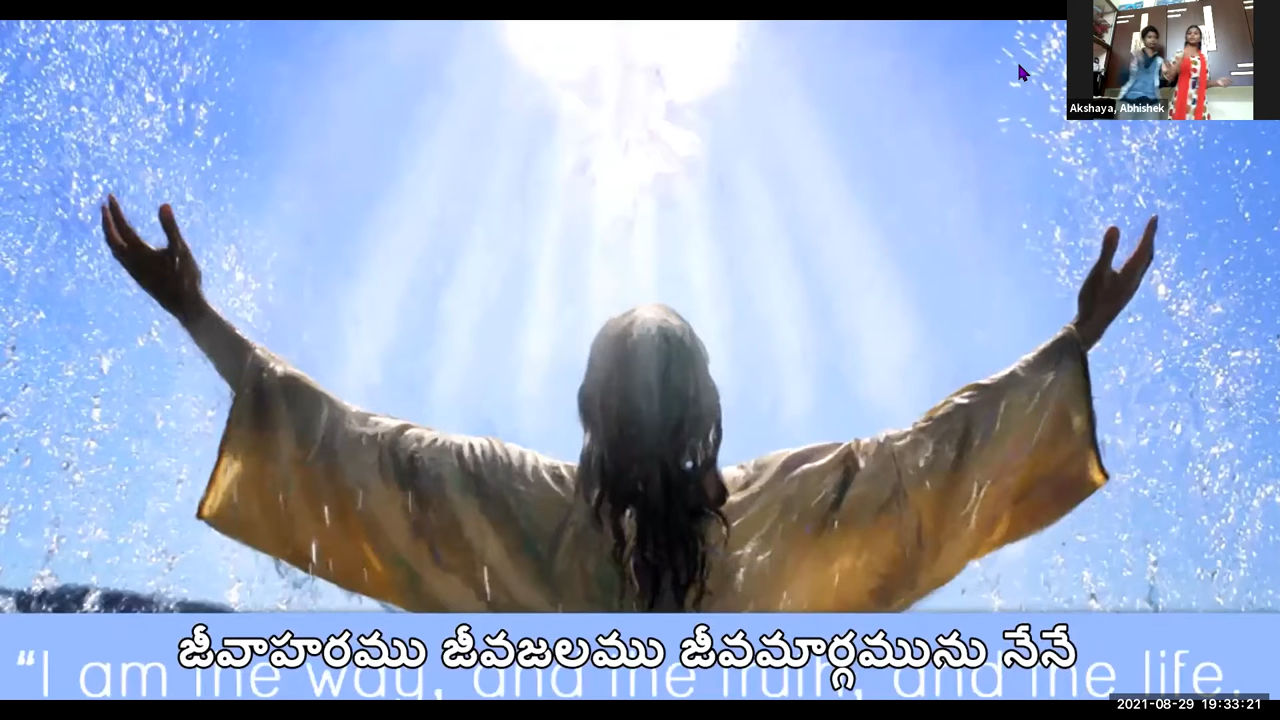 Akshaya, Abhishek
జీవాహారము జీవజలము జీవమార్గమును నేనే
“I am the way, and the truth, and the life.
2021-08-29 19:33:21